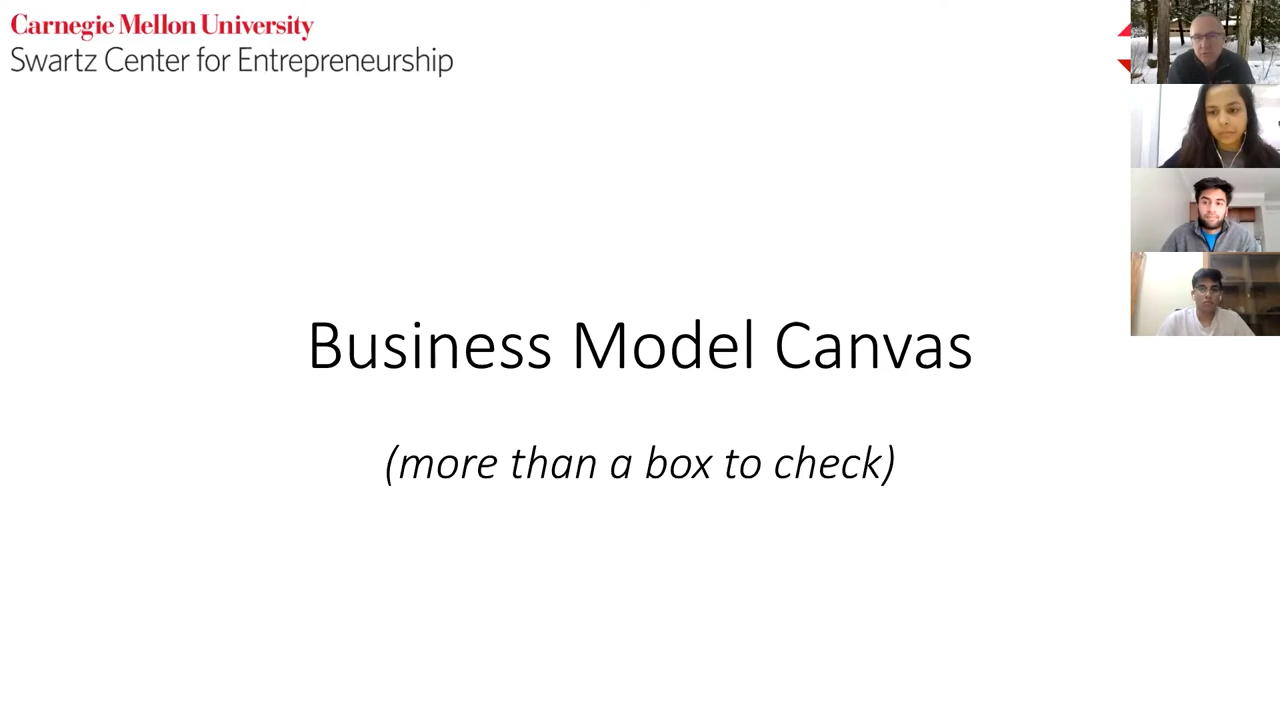 Carnegie Mellon University
Swartz Center for Entrepreneurship
Business Model Canvas
(more than a box to check)